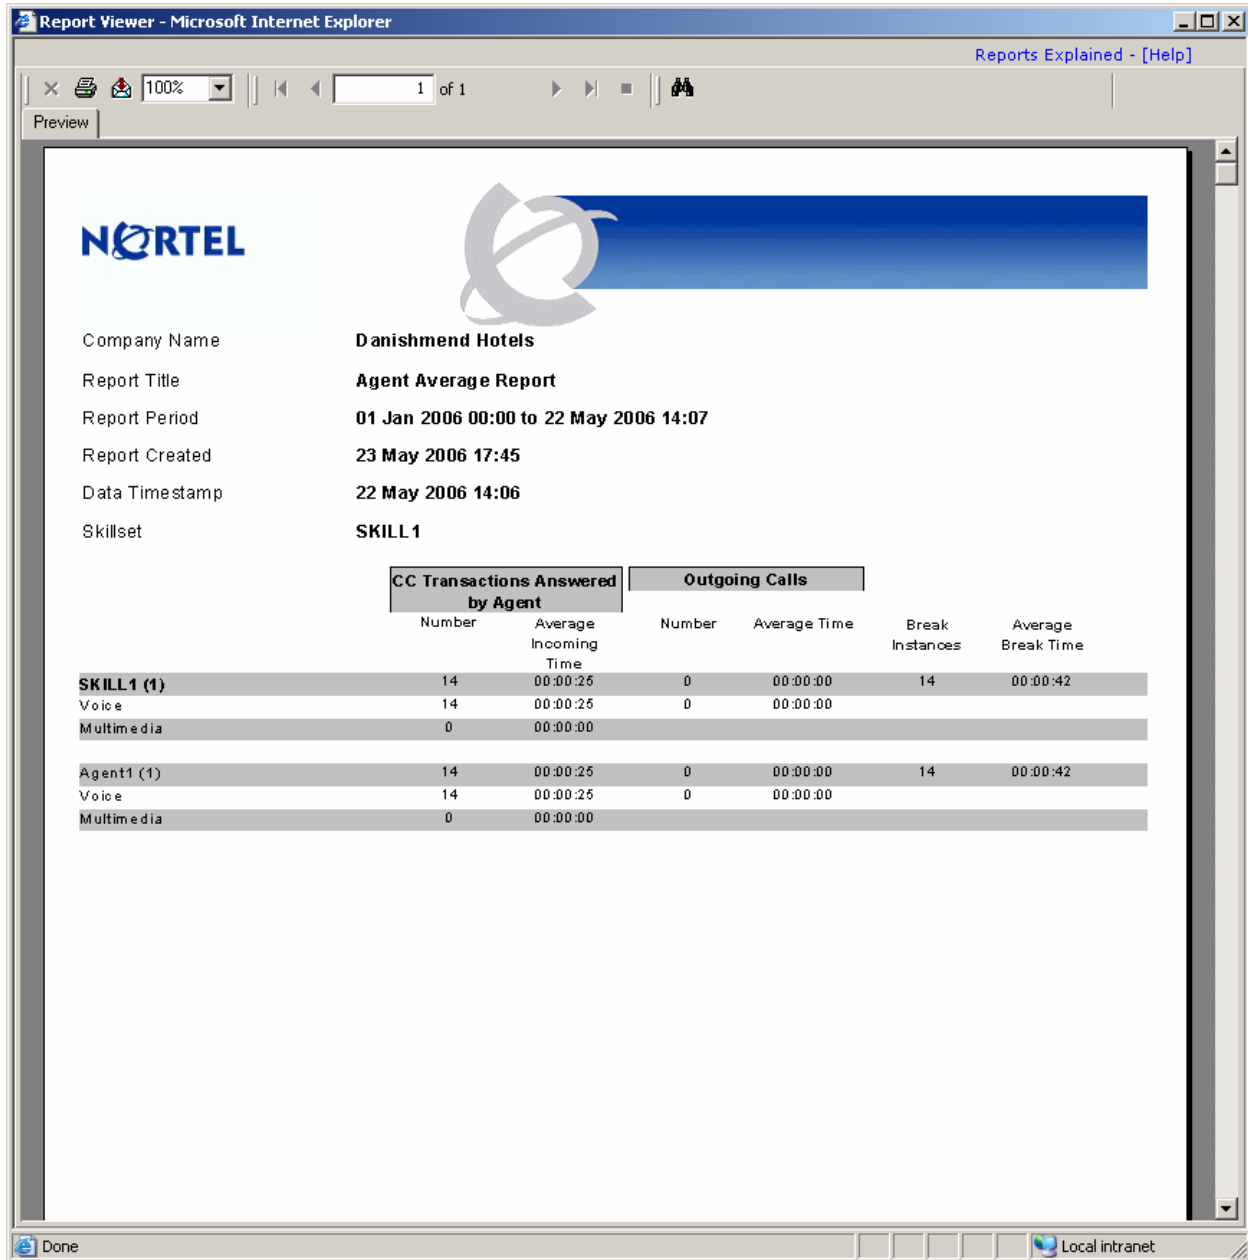 Report Viewer - Microsoft Internet Explorer
Reports Explained - [Help]
100% 1 of 1
Preview
NORTEL
Company Name Danishmend Hotels
Report Title Agent Average Report
Report Period 01 Jan 2006 00:00 to 22 May 2006 14:07
Report Created 23 May 2006 17:45
Data Timestamp 22 May 2006 14:06
Skillset SKILL1
CC Transactions Answered Outgoing Calls
by Agent
Number Average Number Average Time Break Average
Incoming Instances Break Time
Time
SKILL1 (1) 14 00:00:25 0 00:00:00 14 00:00:42
Voice 14 00:00:25 0 00:00:00
Multimedia 0 00:00:00
Agent1 (1) 14 00:00:25 0 00:00:00 14 00:00:42
Voice 14 00:00:25 0 00:00:00
Multimedia 0 00:00:00
Done Local intranet